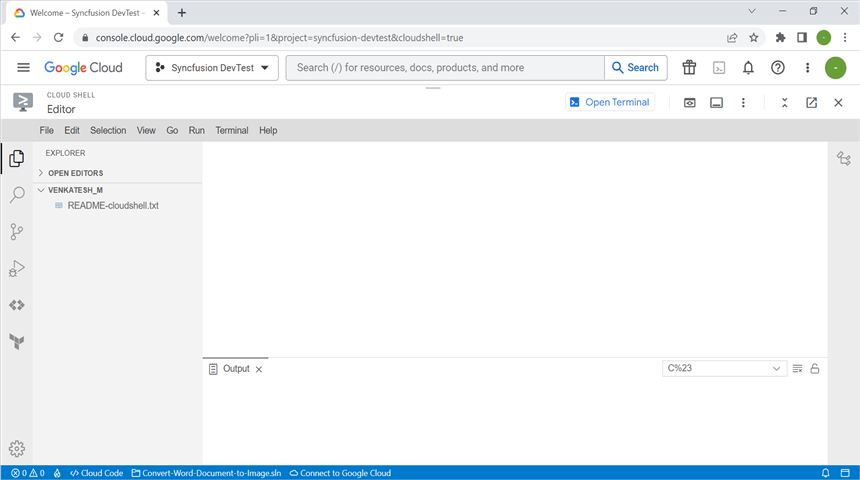 Welcome – Syncfusion DevTest –
console.cloud.google.com/welcome?pli=1&project=syncfusion-devtest&cloudshell=true
Google Cloud
Syncfusion DevTest
Search (/) for resources, docs, products, and more
Search
CLOUD SHELL
Editor
Open Terminal
File Edit Selection View Go Run Terminal Help
EXPLORER
OPEN EDITORS
VENKATESH_M
README-cloudshell.txt
Output
C%23
0 0 Cloud Code Convert-Word-Document-to-Image.sln Connect to Google Cloud